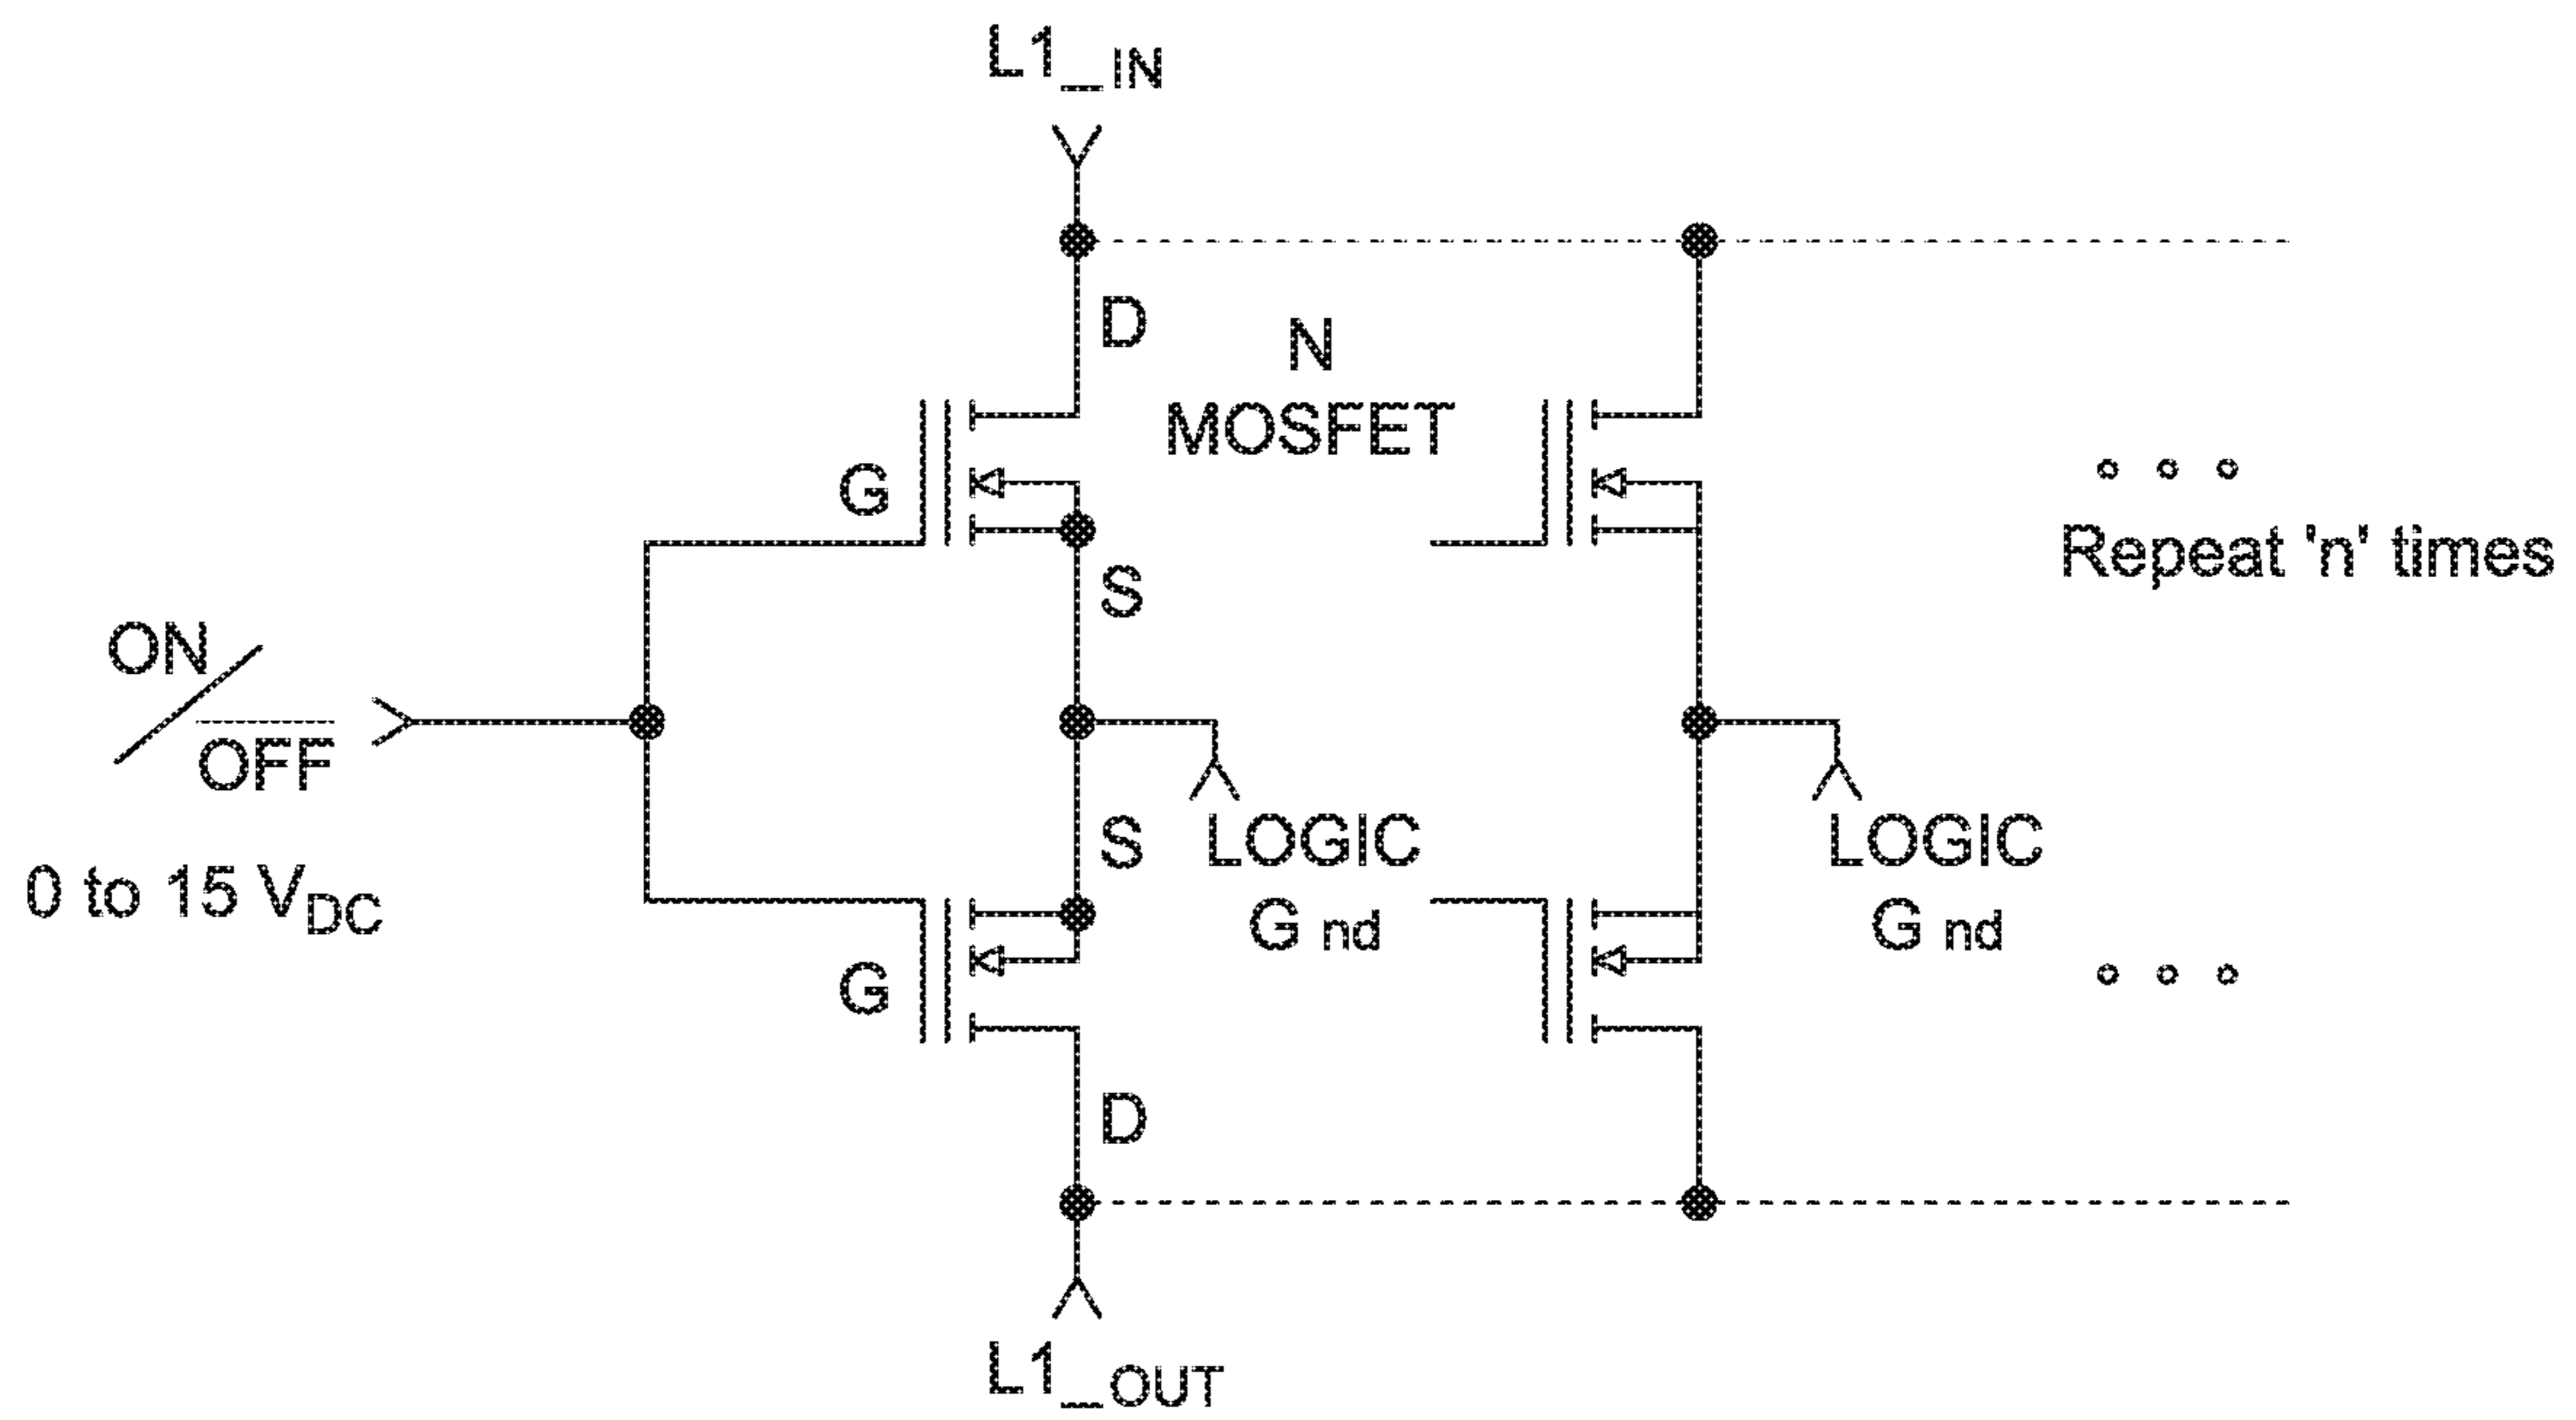 L1_IN
D
N
MOSFET
G
Repeat 'n' times
S
ON
OFF
0 to 15 VDC
S
LOGIC
G nd
LOGIC
G nd
G
D
L1_OUT